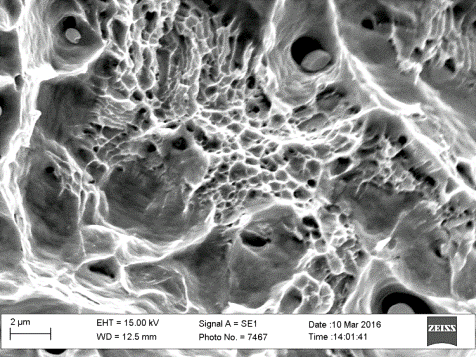 2 µm
EHT = 15.00 kV
Signal A = SE1
Date :10 Mar 2016
ZEISS
WD = 12.5 mm
Photo No. = 7467
Time :14:01:41